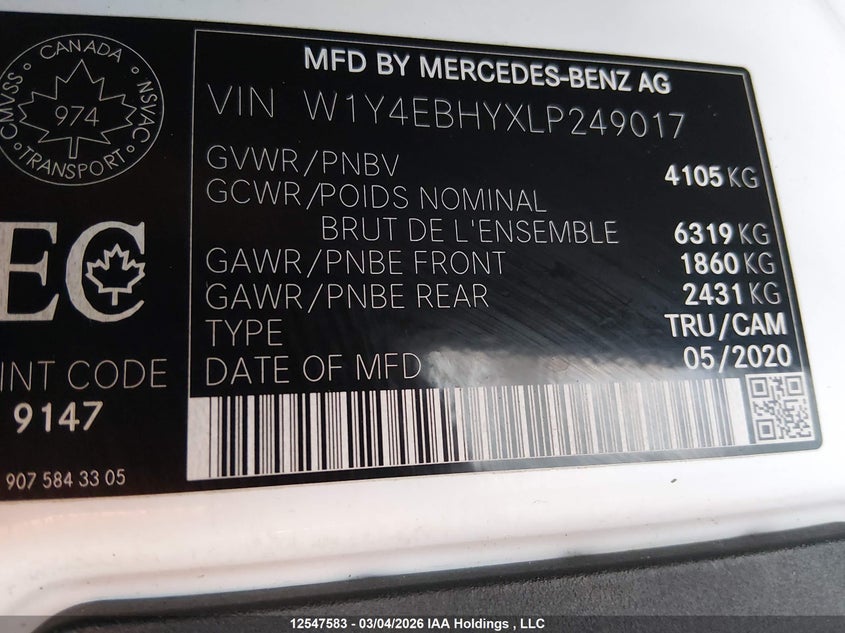 CANADA
CMVSS
NSVAC
974
TRANSPORT
EC
INT CODE
9147
907 584 33 05
MFD BY MERCEDES-BENZ AG
VIN W1Y4EBHYXLP249017
GVWR/PNBV 4105 KG
GCWR/POIDS NOMINAL
BRUT DE L'ENSEMBLE 6319 KG
GAWR/PNBE FRONT 1860 KG
GAWR/PNBE REAR 2431 KG
TYPE TRU/CAM
DATE OF MFD 05/2020
12547583 - 03/04/2026 IAA Holdings , LLC